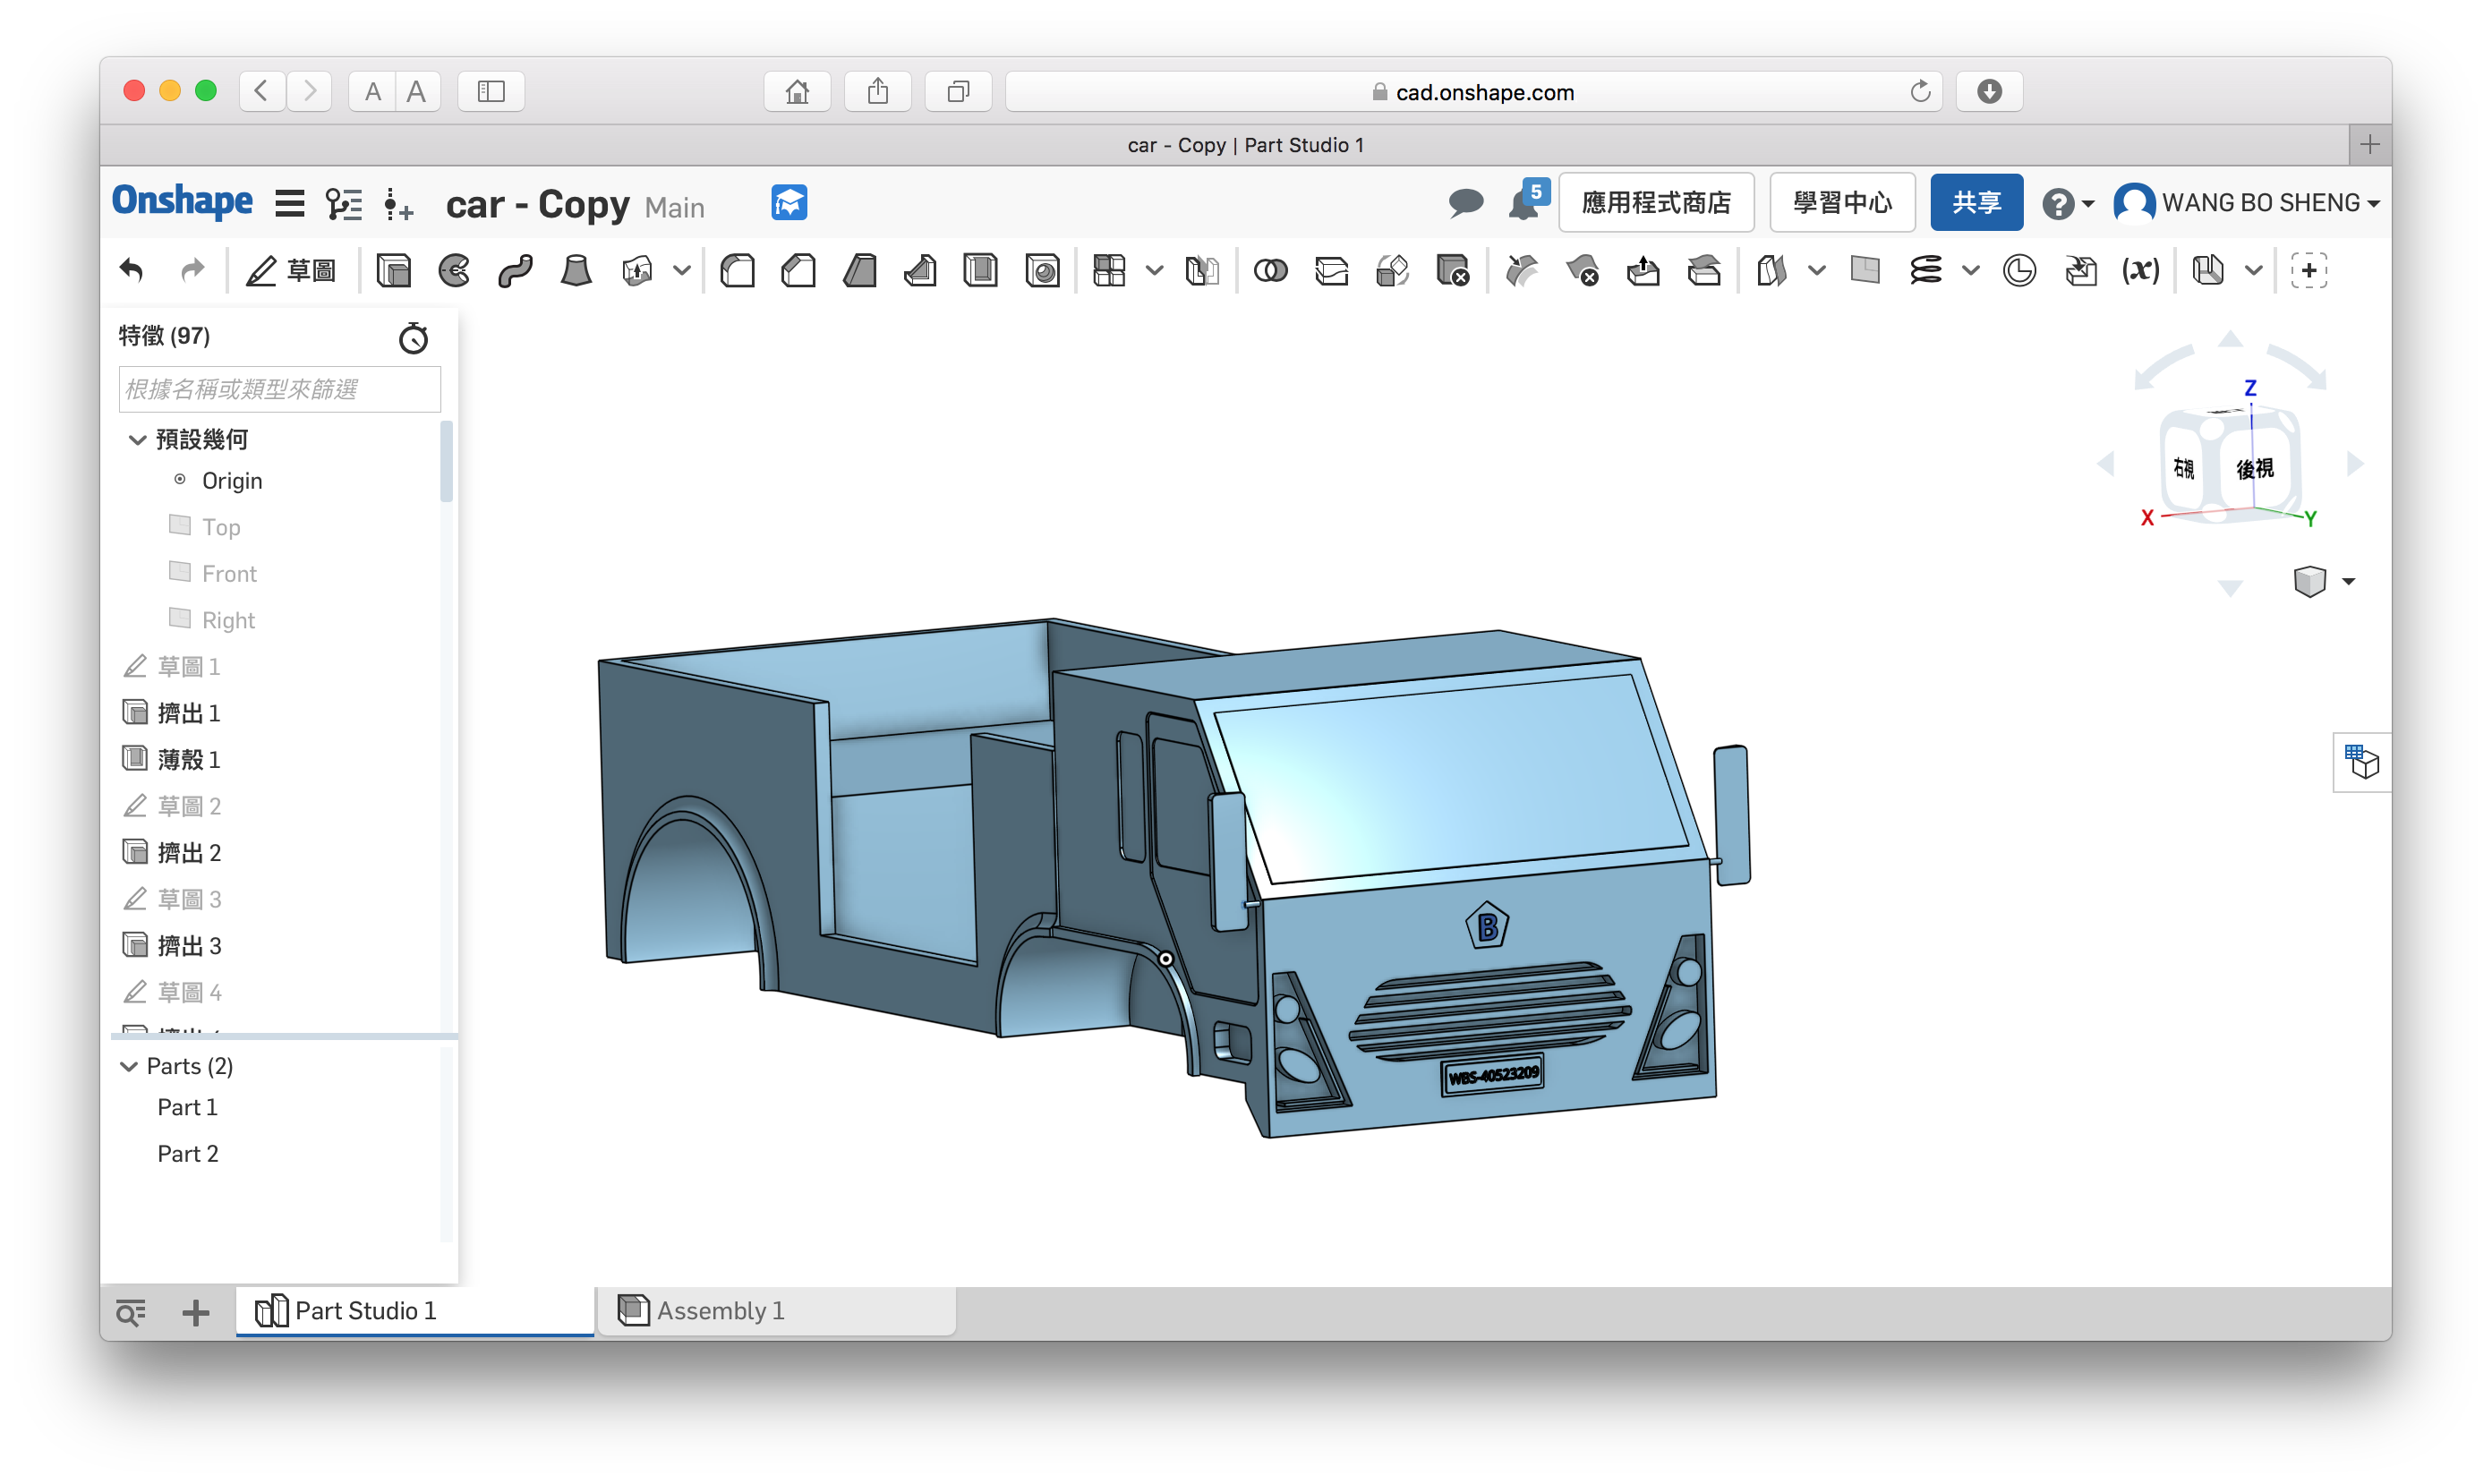 A A
cad.onshape.com
car - Copy | Part Studio 1
Onshape
car - Copy Main
5
應用程式商店
學習中心
共享
?
WANG BO SHENG
草圖
(x)
特徵 (97)
根據名稱或類型來篩選
預設幾何
Origin
Top
Front
Right
草圖 1
擠出 1
薄殼 1
草圖 2
擠出 2
草圖 3
擠出 3
草圖 4
Parts (2)
Part 1
Part 2
Z
右視
後視
X
Y
B
WBS-40523209
Part Studio 1
Assembly 1